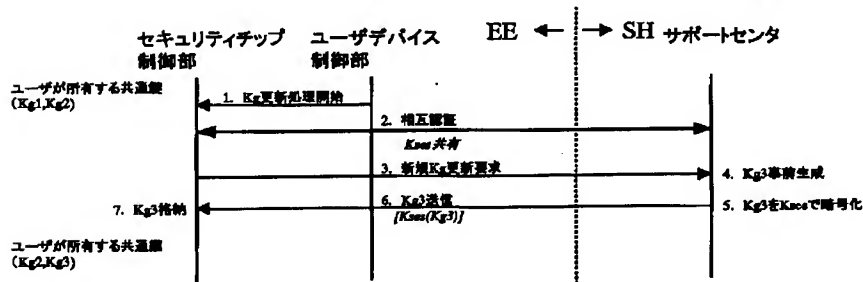 セキュリティチップ
制御部
ユーザデバイス
制御部
EE
SH
サポートセンタ
ユーザが所有する共通鍵
(Kg1,Kg2)
1. Kg更新処理開始
2. 相互認証
Kses共有
3. 新規Kg更新要求
4. Kg3事前生成
5. Kg3をKsesで暗号化
6. Kg3送信
[Kses(Kg3)]
7. Kg3格納
ユーザが所有する共通鍵
(Kg2,Kg3)